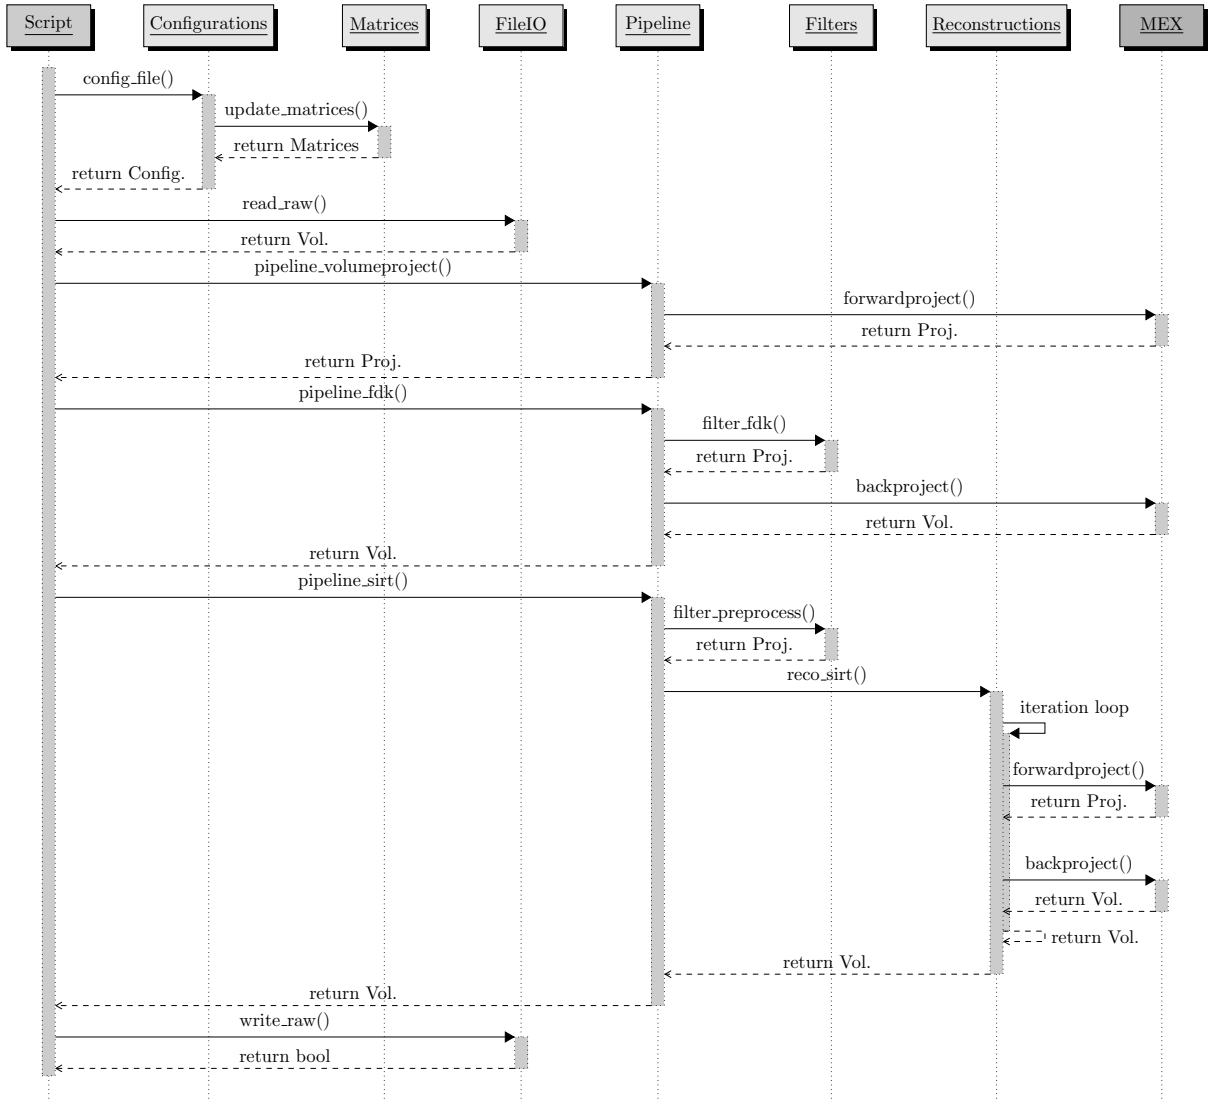 Script
Configurations
Matrices
FileIO
Pipeline
Filters
Reconstructions
MEX
config_file()
update_matrices()
return Matrices
return Config.
read_raw()
return Vol.
pipeline_volumeproject()
forwardproject()
return Proj.
return Proj.
pipeline_fdk()
filter_fdk()
return Proj.
backproject()
return Vol.
return Vol.
pipeline_sirt()
filter_preprocess()
return Proj.
reco_sirt()
iteration loop
forwardproject()
return Proj.
backproject()
return Vol.
return Vol.
return Vol.
return Vol.
write_raw()
return bool